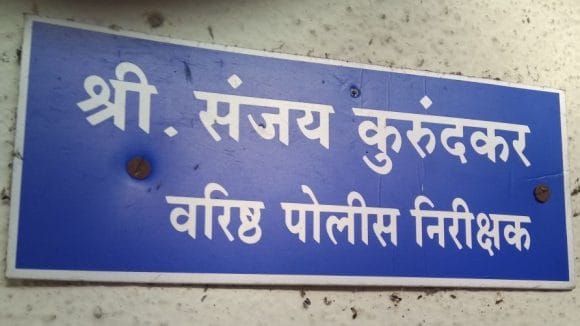 श्री. संजय कुरुंदकर
वरिष्ठ पोलीस निरीक्षक